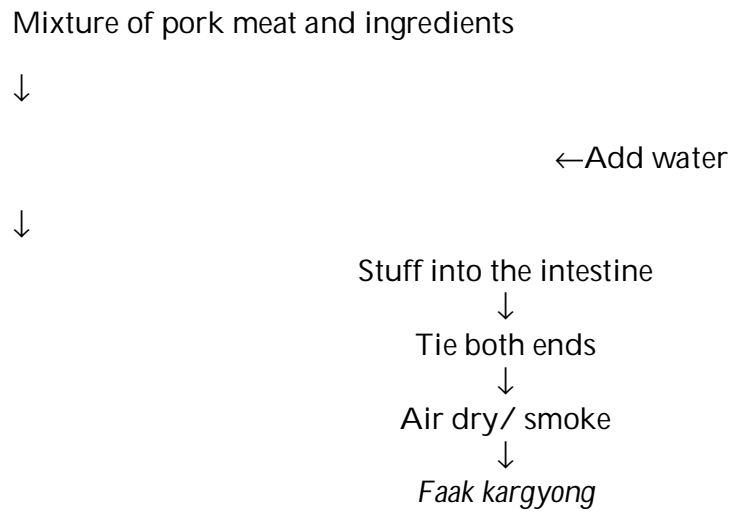 Mixture of pork meat and ingredients
↓
←Add water
↓
Stuff into the intestine
↓
Tie both ends
↓
Air dry/ smoke
↓
Faak kargyong